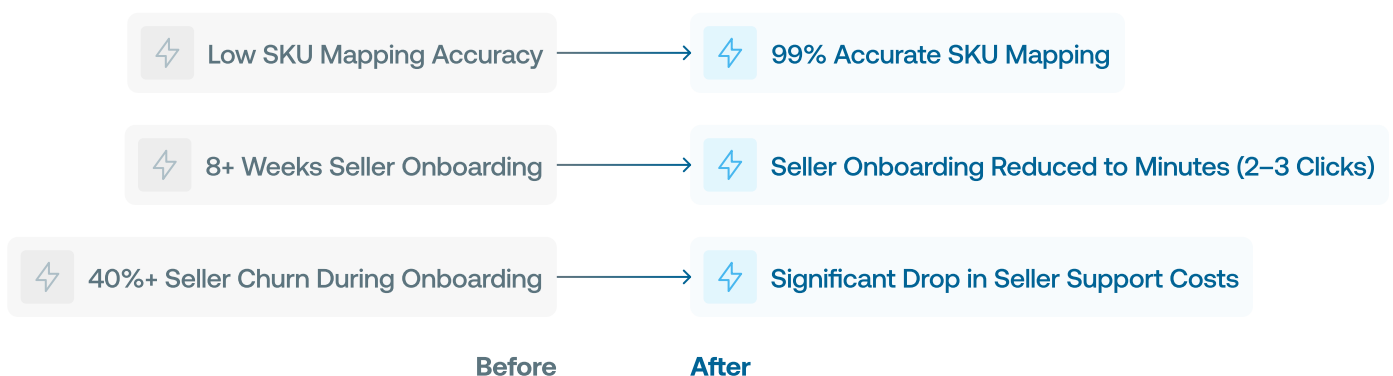 Low SKU Mapping Accuracy
99% Accurate SKU Mapping
8+ Weeks Seller Onboarding
Seller Onboarding Reduced to Minutes (2–3 Clicks)
40%+ Seller Churn During Onboarding
Significant Drop in Seller Support Costs
Before
After